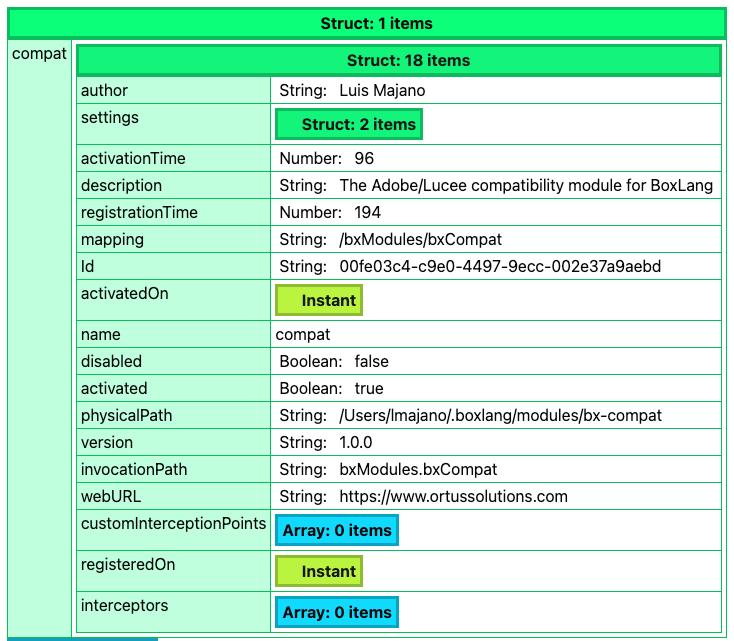 Struct: 1 items
compat
Struct: 18 items
author String: Luis Majano
settings Struct: 2 items
activationTime Number: 96
description String: The Adobe/Lucee compatibility module for BoxLang
registrationTime Number: 194
mapping String: /bxModules/bxCompat
Id String: 00fe03c4-c9e0-4497-9ecc-002e37a9aebd
activatedOn Instant
name compat
disabled Boolean: false
activated Boolean: true
physicalPath String: /Users/lmajano/.boxlang/modules/bx-compat
version String: 1.0.0
invocationPath String: bxModules.bxCompat
webURL String: https://www.ortussolutions.com
customInterceptionPoints Array: 0 items
registeredOn Instant
interceptors Array: 0 items